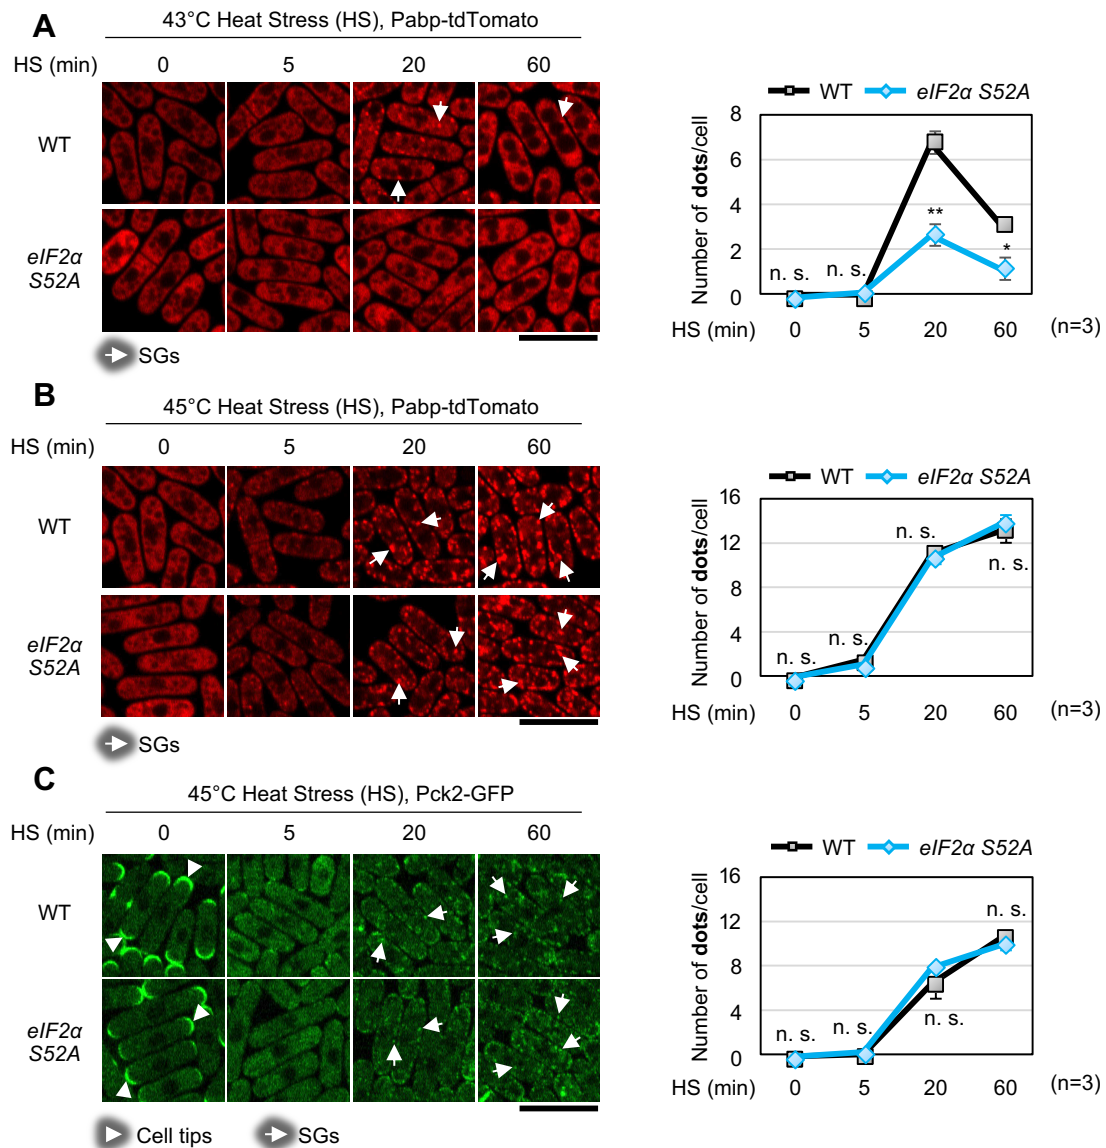 A
43°C Heat Stress (HS), Pabp-tdTomato
HS (min) 0 5 20 60
WT
eIF2α
S52A
SGs
WT eIF2α S52A
Number of dots/cell
8
6
4
2
0
n. s. n. s. ** *
HS (min) 0 5 20 60 (n=3)
B
45°C Heat Stress (HS), Pabp-tdTomato
HS (min) 0 5 20 60
WT
eIF2α
S52A
SGs
WT eIF2α S52A
Number of dots/cell
16
12
8
4
0
n. s. n. s. n. s. n. s.
HS (min) 0 5 20 60 (n=3)
C
45°C Heat Stress (HS), Pck2-GFP
HS (min) 0 5 20 60
WT
eIF2α
S52A
Cell tips SGs
WT eIF2α S52A
Number of dots/cell
16
12
8
4
0
n. s. n. s. n. s. n. s.
HS (min) 0 5 20 60 (n=3)